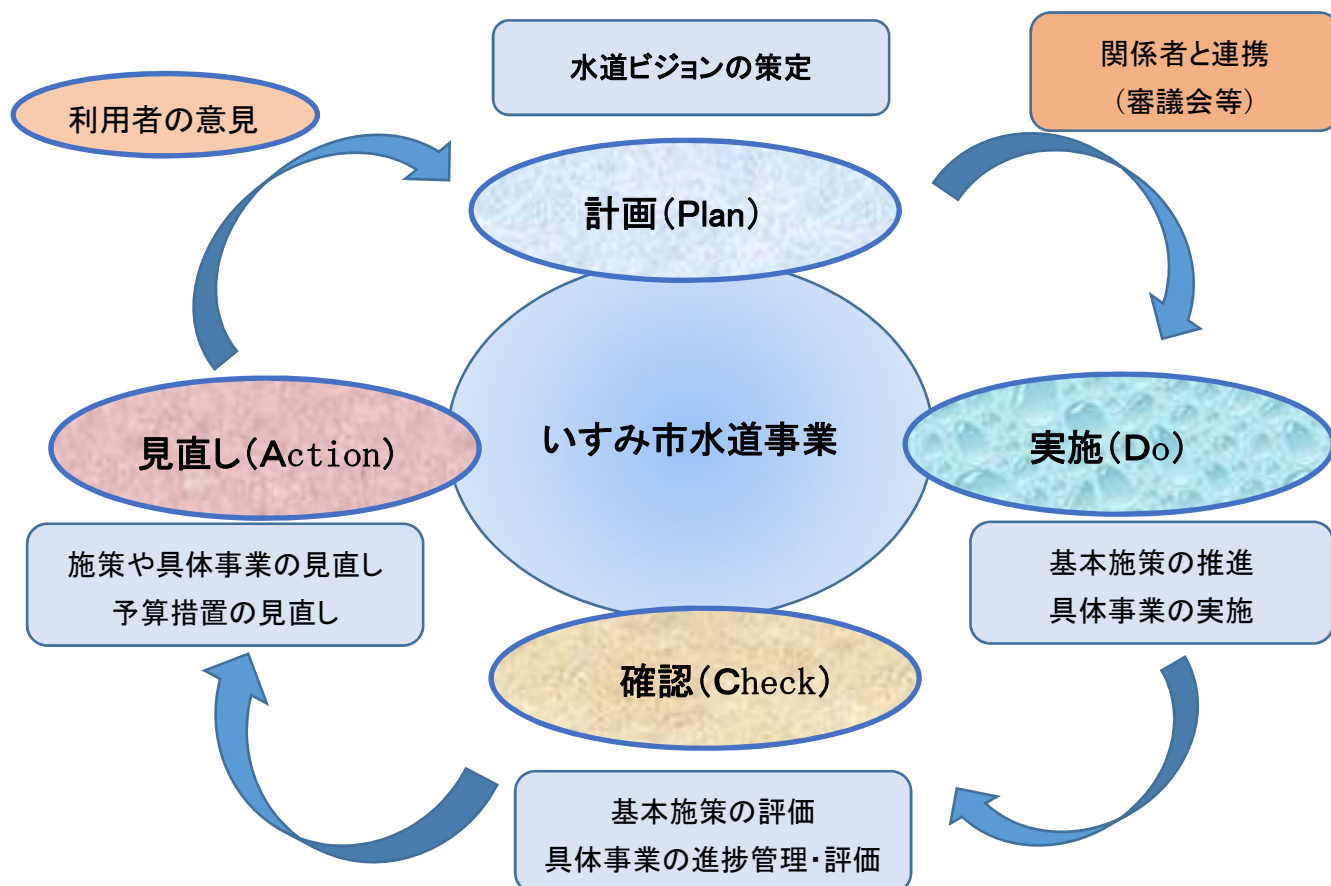 水道ビジョンの策定
関係者と連携
(審議会等)
利用者の意見
計画(Plan)
見直し(Action)
いすみ市水道事業
実施(Do)
施策や具体事業の見直し
予算措置の見直し
基本施策の推進
具体事業の実施
確認(Check)
基本施策の評価
具体事業の進捗管理・評価